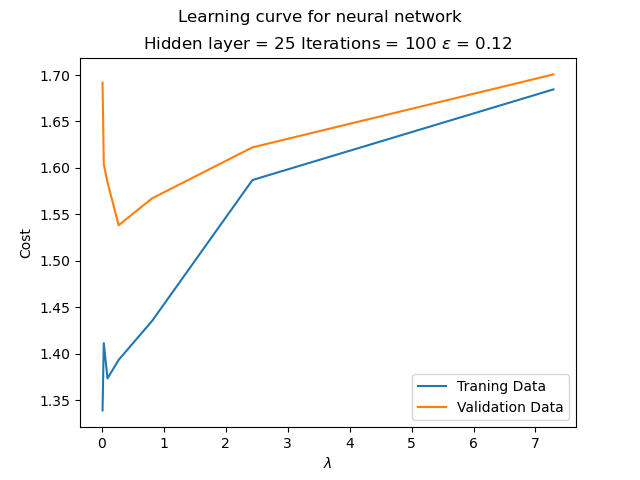 Learning curve for neural network
Hidden layer = 25 Iterations = 100 ε = 0.12
1.70
1.65
1.60
1.55
1.50
1.45
1.40
1.35
Cost
0 1 2 3 4 5 6 7
λ
Traning Data
Validation Data